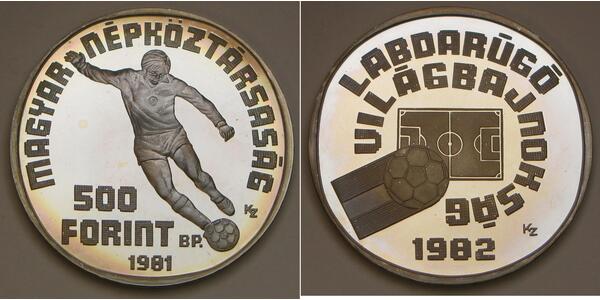 MAGYAR NÉPKÖZTÁRSASÁG
500
FORINT BP.
1981
KZ
LABDARÚGÓ
VILÁGBAJNOKSÁG
KZ
1982